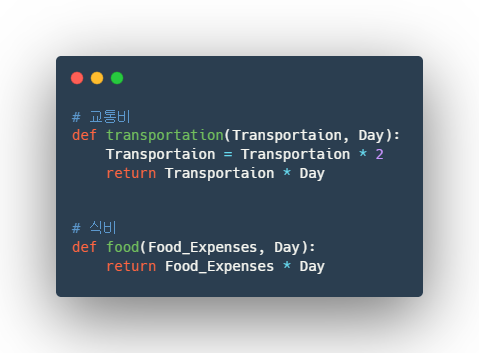 # 교통비
def transportation(Transportaion, Day):
    Transportaion = Transportaion * 2
    return Transportaion * Day
# 식비
def food(Food_Expenses, Day):
    return Food_Expenses * Day